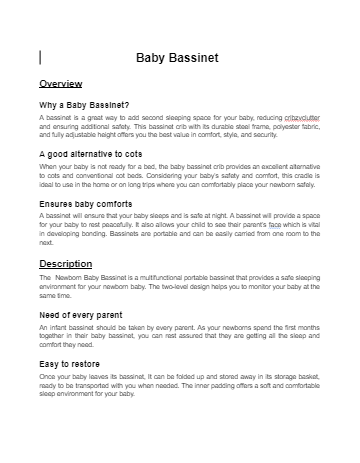 Baby Bassinet
Overview
Why a Baby Bassinet?
A bassinet is a great way to add second sleeping space for your baby, reducing cribzvclutter
and ensuring additional safety. This bassinet crib with its durable steel frame, polyester fabric,
and fully adjustable height offers you the best value in comfort, style, and security.
A good alternative to cots
When your baby is not ready for a bed, the baby bassinet crib provides an excellent alternative
to cots and conventional cot beds. Considering your baby's safety and comfort, this cradle is
ideal to use in the home or on long trips where you can comfortably place your newborn safely.
Ensures baby comforts
A bassinet will ensure that your baby sleeps and is safe at night. A bassinet will provide a space
for your baby to rest peacefully. It also allows your child to see their parent's face which is vital
in developing bonding. Bassinets are portable and can be easily carried from one room to the
next.
Description
The Newborn Baby Bassinet is a multifunctional portable bassinet that provides a safe sleeping
environment for your newborn baby. The two-level design helps you to monitor your baby at the
same time.
Need of every parent
An infant bassinet should be taken by every parent. As your newborns spend the first months
together in their baby bassinet, you can rest assured that they are getting all the sleep and
comfort they need.
Easy to restore
Once your baby leaves its bassinet, It can be folded up and stored away in its storage basket,
ready to be transported with you when needed. The inner padding offers a soft and comfortable
sleep environment for your baby.